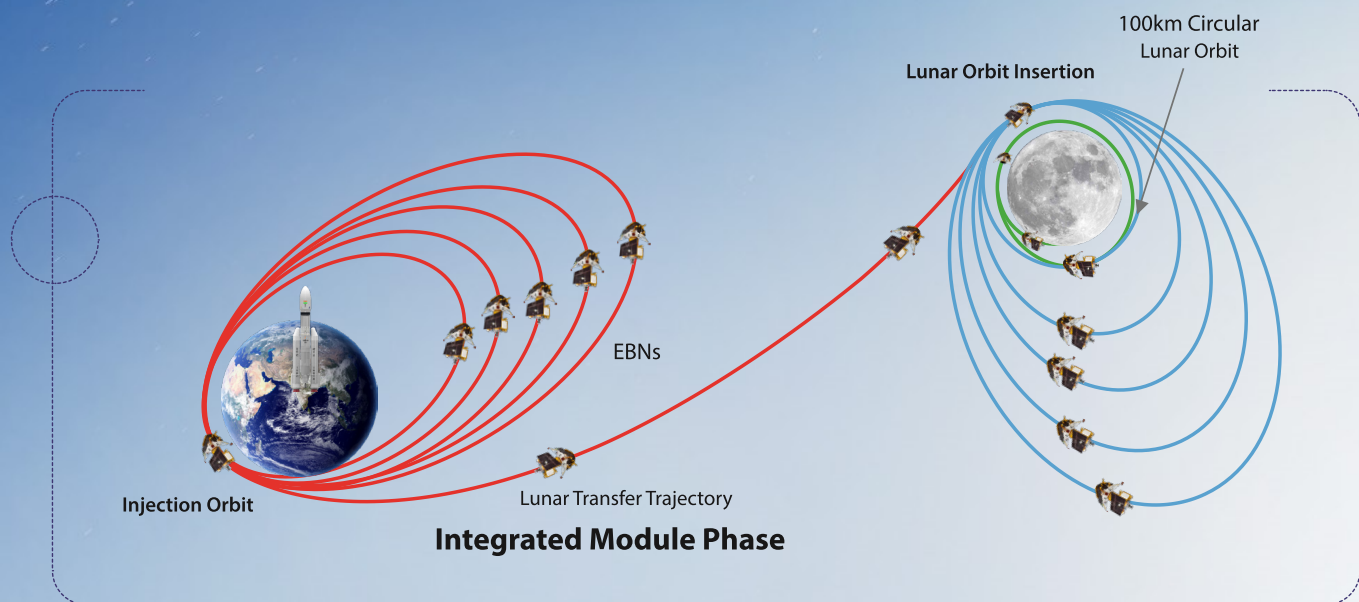 100km Circular
Lunar Orbit
Lunar Orbit Insertion
EBNs
Injection Orbit
Lunar Transfer Trajectory
Integrated Module Phase